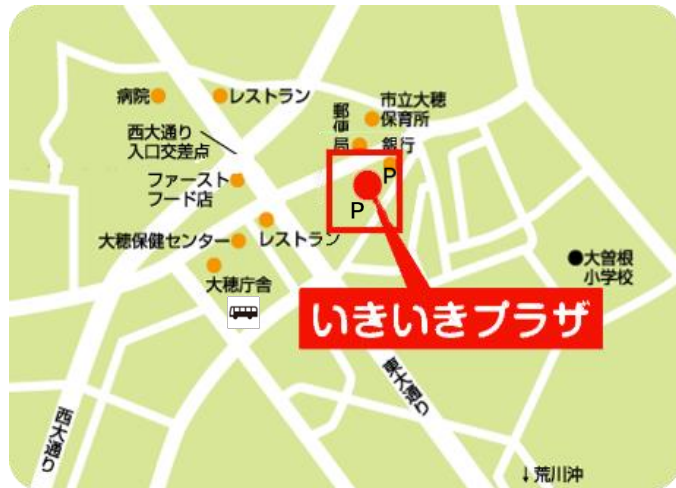 病院
レストラン
市立大穂
保育所
郵便局
銀行
西大通り
入口交差点
P
P
ファースト
フード店
大穂保健センター
レストラン
大穂庁舎
大曽根
小学校
いきいきプラザ
東大通り
西大通り
↓荒川沖